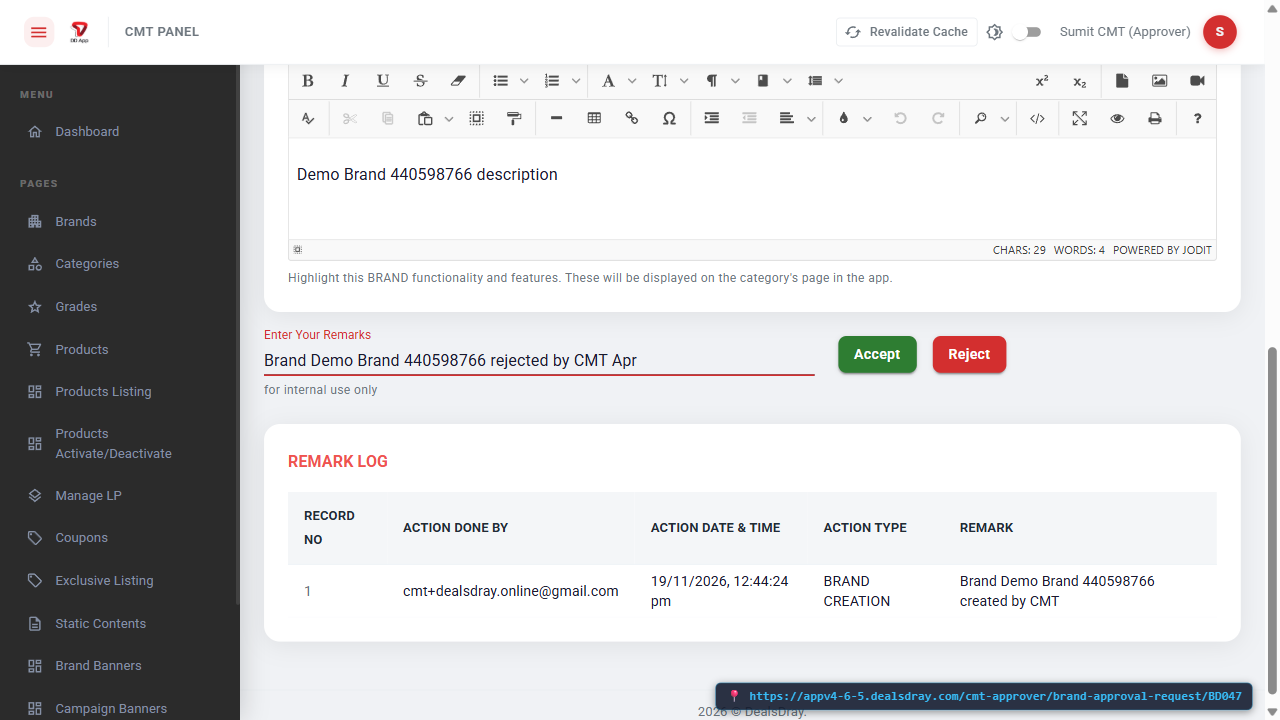 DD App
CMT PANEL
Revalidate Cache
Sumit CMT (Approver)
S
MENU
Dashboard
PAGES
Brands
Categories
Grades
Products
Products Listing
Products
Activate/Deactivate
Manage LP
Coupons
Exclusive Listing
Static Contents
Brand Banners
Campaign Banners
Demo Brand 440598766 description
CHARS: 29 WORDS: 4 POWERED BY JODIT
Highlight this BRAND functionality and features. These will be displayed on the category's page in the app.
Enter Your Remarks
Brand Demo Brand 440598766 rejected by CMT Apr
for internal use only
Accept
Reject
REMARK LOG
RECORD
NO
ACTION DONE BY
ACTION DATE & TIME
ACTION TYPE
REMARK
1
cmt+dealsdray.online@gmail.com
19/11/2026, 12:44:24
pm
BRAND
CREATION
Brand Demo Brand 440598766
created by CMT
https://appv4-6-5.dealsdray.com/cmt-approver/brand-approval-request/BD047
2026 © DealsDray.